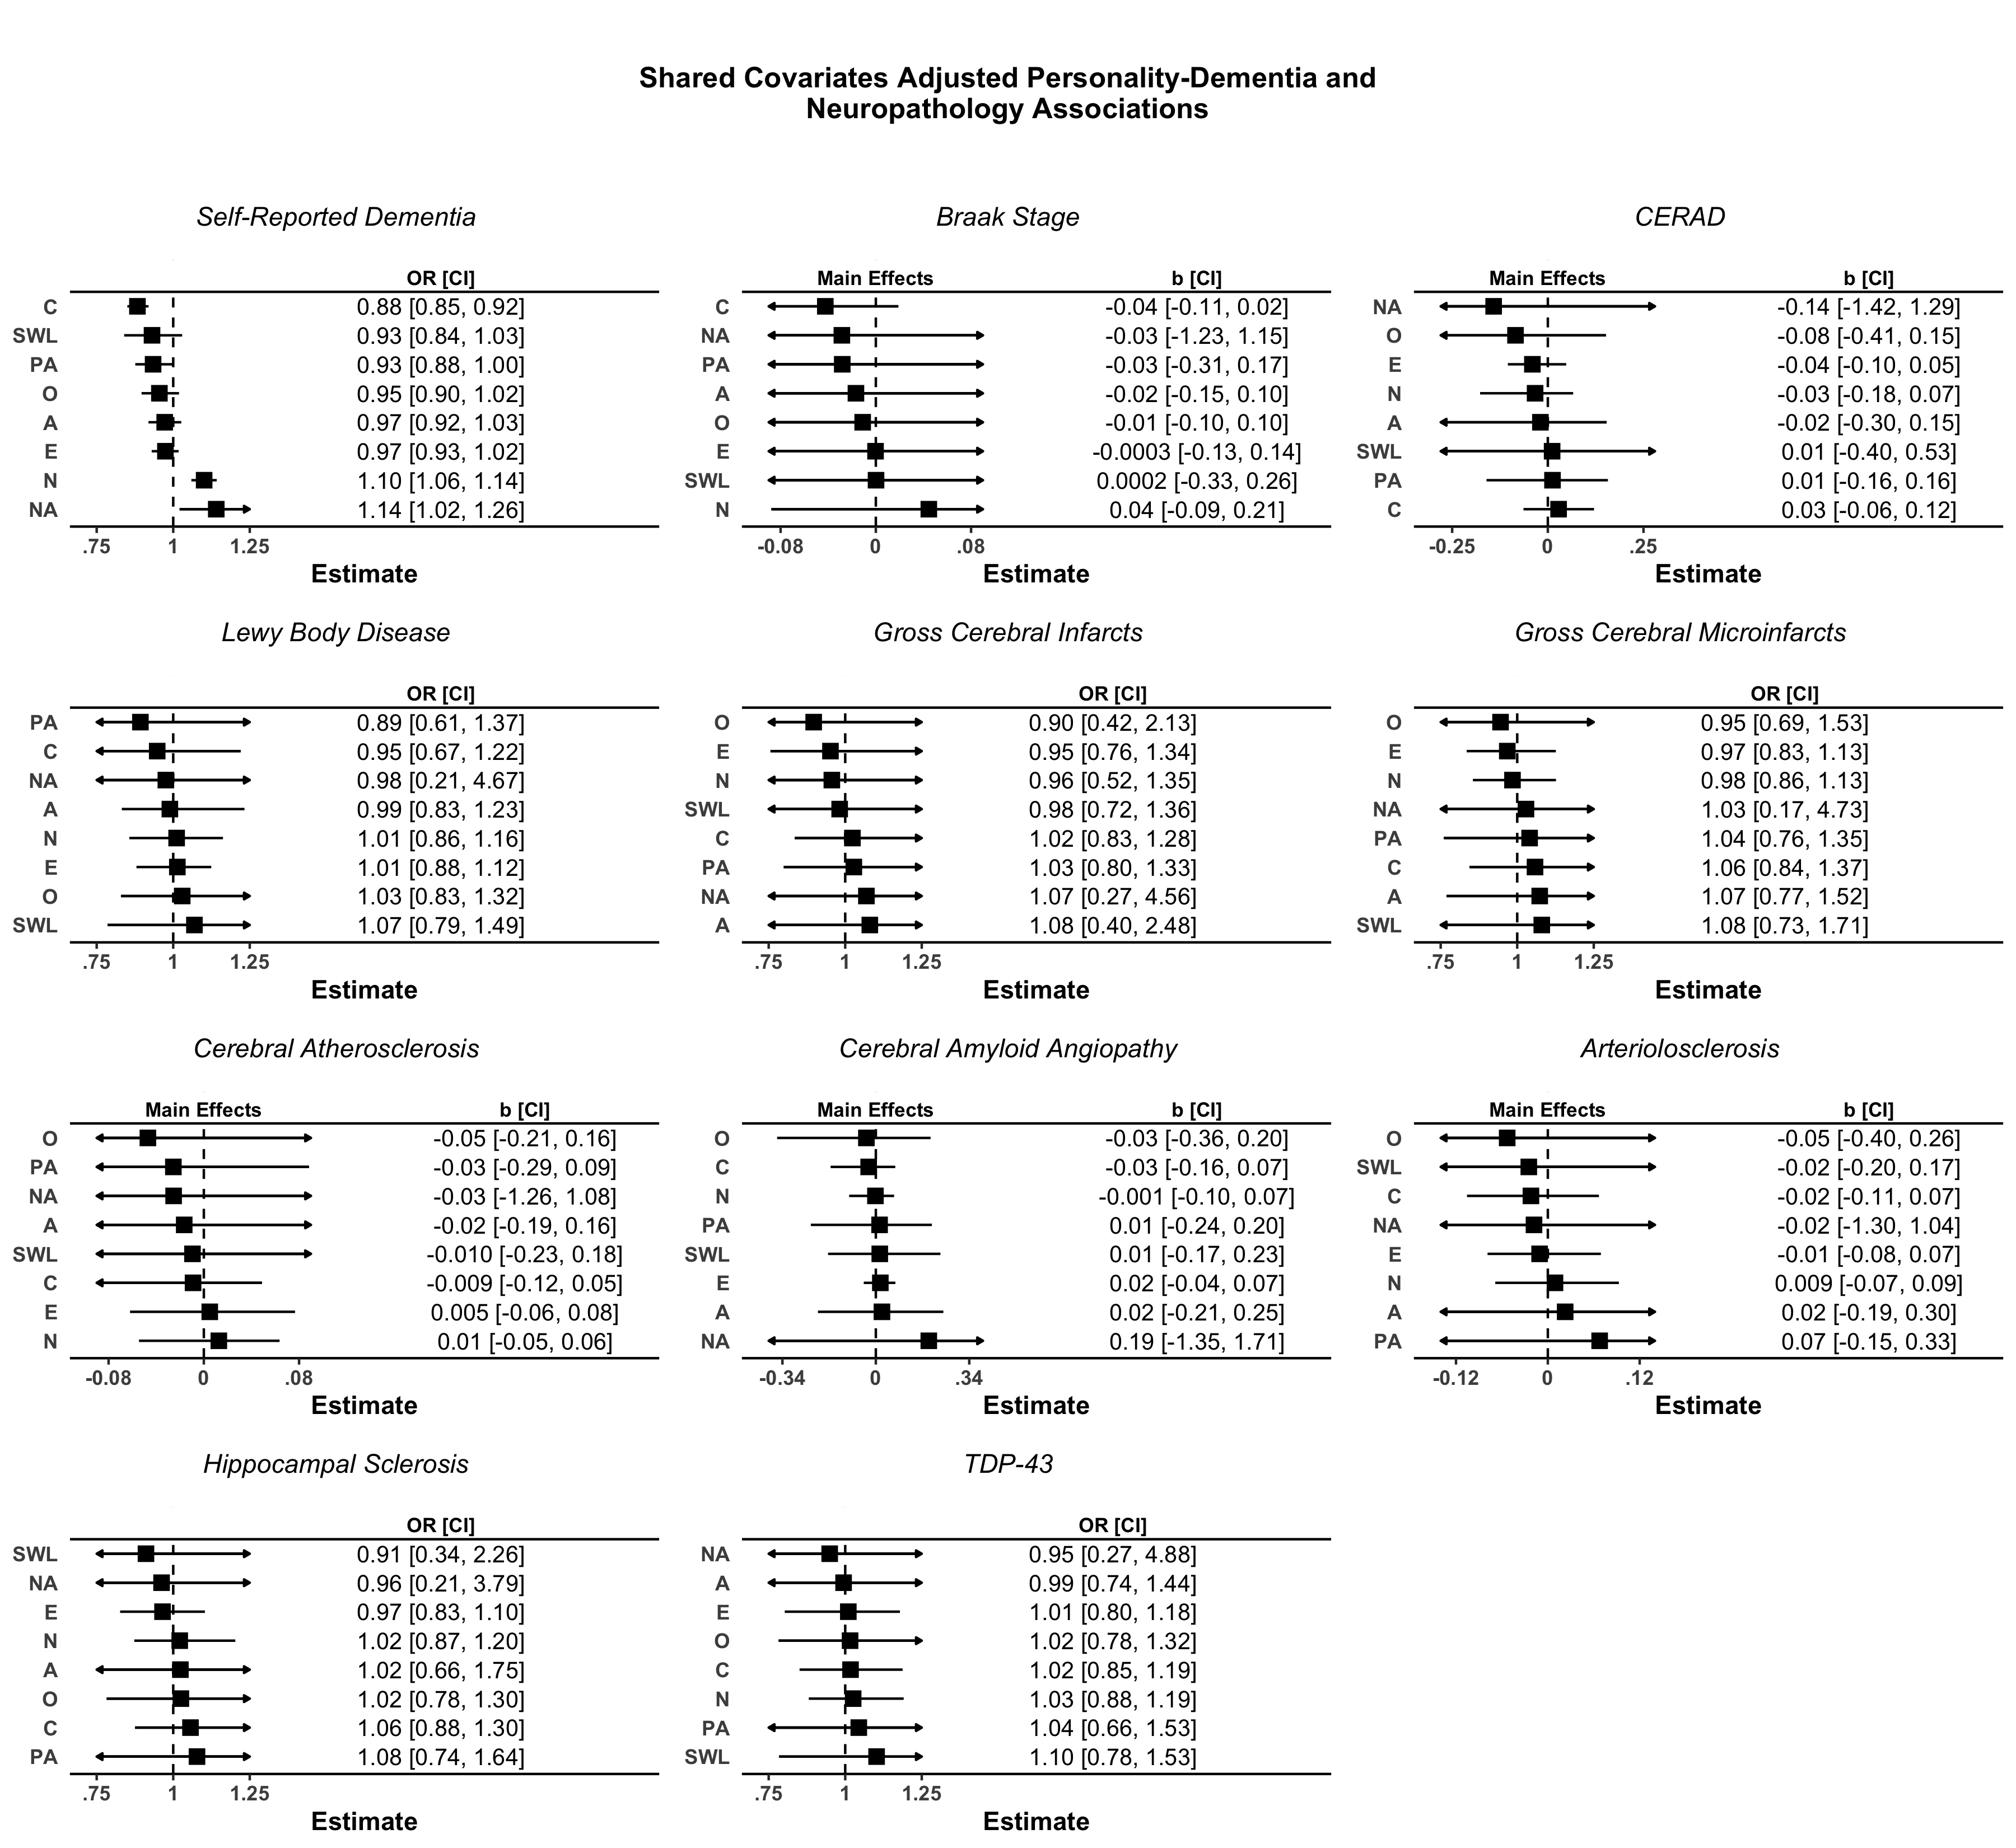 Shared Covariates Adjusted Personality-Dementia and
Neuropathology Associations
Self-Reported Dementia
OR [CI]
C 0.88 [0.85, 0.92]
SWL 0.93 [0.84, 1.03]
PA 0.93 [0.88, 1.00]
O 0.95 [0.90, 1.02]
A 0.97 [0.92, 1.03]
E 0.97 [0.93, 1.02]
N 1.10 [1.06, 1.14]
NA 1.14 [1.02, 1.26]
.75 1 1.25
Estimate
Braak Stage
Main Effects b [CI]
C -0.04 [-0.11, 0.02]
NA -0.03 [-1.23, 1.15]
PA -0.03 [-0.31, 0.17]
A -0.02 [-0.15, 0.10]
O -0.01 [-0.10, 0.10]
E -0.0003 [-0.13, 0.14]
SWL 0.0002 [-0.33, 0.26]
N 0.04 [-0.09, 0.21]
-0.08 0 .08
Estimate
CERAD
Main Effects b [CI]
NA -0.14 [-1.42, 1.29]
O -0.08 [-0.41, 0.15]
E -0.04 [-0.10, 0.05]
N -0.03 [-0.18, 0.07]
A -0.02 [-0.30, 0.15]
SWL 0.01 [-0.40, 0.53]
PA 0.01 [-0.16, 0.16]
C 0.03 [-0.06, 0.12]
-0.25 0 .25
Estimate
Lewy Body Disease
OR [CI]
PA 0.89 [0.61, 1.37]
C 0.95 [0.67, 1.22]
NA 0.98 [0.21, 4.67]
A 0.99 [0.83, 1.23]
N 1.01 [0.86, 1.16]
E 1.01 [0.88, 1.12]
O 1.03 [0.83, 1.32]
SWL 1.07 [0.79, 1.49]
.75 1 1.25
Estimate
Gross Cerebral Infarcts
OR [CI]
O 0.90 [0.42, 2.13]
E 0.95 [0.76, 1.34]
N 0.96 [0.52, 1.35]
SWL 0.98 [0.72, 1.36]
C 1.02 [0.83, 1.28]
PA 1.03 [0.80, 1.33]
NA 1.07 [0.27, 4.56]
A 1.08 [0.40, 2.48]
.75 1 1.25
Estimate
Gross Cerebral Microinfarcts
OR [CI]
O 0.95 [0.69, 1.53]
E 0.97 [0.83, 1.13]
N 0.98 [0.86, 1.13]
NA 1.03 [0.17, 4.73]
PA 1.04 [0.76, 1.35]
C 1.06 [0.84, 1.37]
A 1.07 [0.77, 1.52]
SWL 1.08 [0.73, 1.71]
.75 1 1.25
Estimate
Cerebral Atherosclerosis
Main Effects b [CI]
O -0.05 [-0.21, 0.16]
PA -0.03 [-0.29, 0.09]
NA -0.03 [-1.26, 1.08]
A -0.02 [-0.19, 0.16]
SWL -0.010 [-0.23, 0.18]
C -0.009 [-0.12, 0.05]
E 0.005 [-0.06, 0.08]
N 0.01 [-0.05, 0.06]
-0.08 0 .08
Estimate
Cerebral Amyloid Angiopathy
Main Effects b [CI]
O -0.03 [-0.36, 0.20]
C -0.03 [-0.16, 0.07]
N -0.001 [-0.10, 0.07]
PA 0.01 [-0.24, 0.20]
SWL 0.01 [-0.17, 0.23]
E 0.02 [-0.04, 0.07]
A 0.02 [-0.21, 0.25]
NA 0.19 [-1.35, 1.71]
-0.34 0 .34
Estimate
Arteriolosclerosis
Main Effects b [CI]
O -0.05 [-0.40, 0.26]
SWL -0.02 [-0.20, 0.17]
C -0.02 [-0.11, 0.07]
NA -0.02 [-1.30, 1.04]
E -0.01 [-0.08, 0.07]
N 0.009 [-0.07, 0.09]
A 0.02 [-0.19, 0.30]
PA 0.07 [-0.15, 0.33]
-0.12 0 .12
Estimate
Hippocampal Sclerosis
OR [CI]
SWL 0.91 [0.34, 2.26]
NA 0.96 [0.21, 3.79]
E 0.97 [0.83, 1.10]
N 1.02 [0.87, 1.20]
A 1.02 [0.66, 1.75]
O 1.02 [0.78, 1.30]
C 1.06 [0.88, 1.30]
PA 1.08 [0.74, 1.64]
.75 1 1.25
Estimate
TDP-43
OR [CI]
NA 0.95 [0.27, 4.88]
A 0.99 [0.74, 1.44]
E 1.01 [0.80, 1.18]
O 1.02 [0.78, 1.32]
C 1.02 [0.85, 1.19]
N 1.03 [0.88, 1.19]
PA 1.04 [0.66, 1.53]
SWL 1.10 [0.78, 1.53]
.75 1 1.25
Estimate